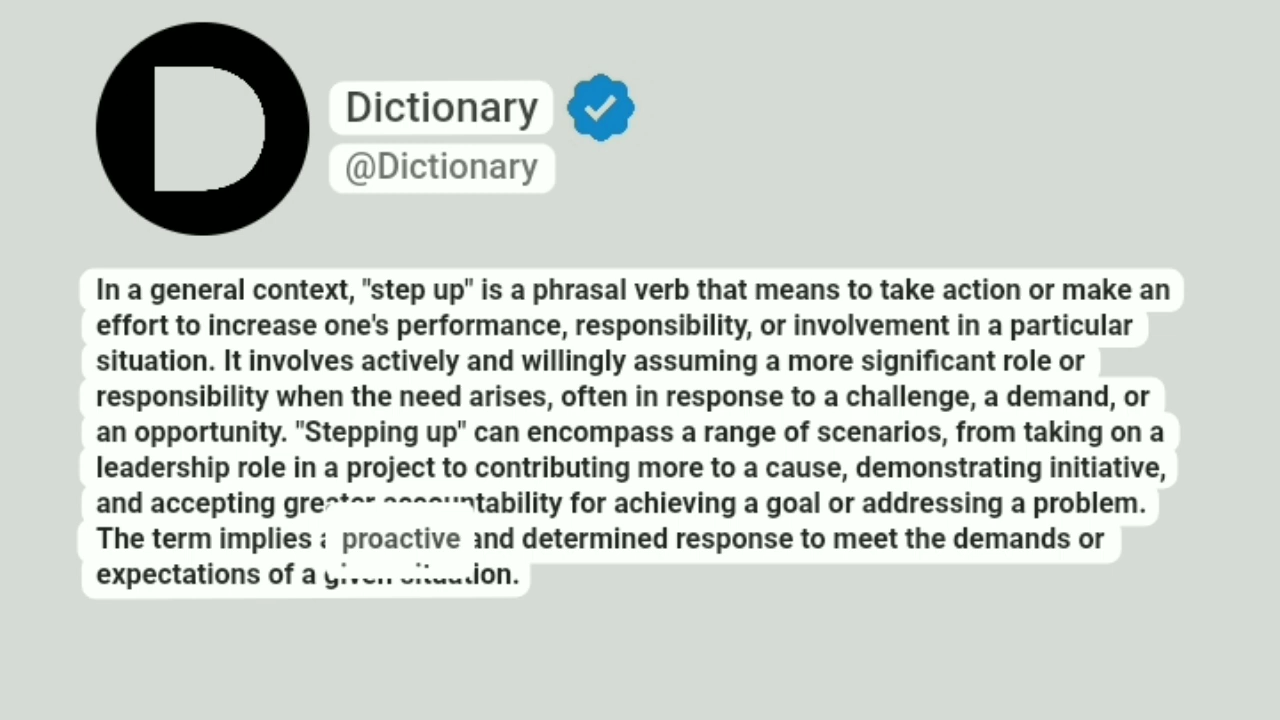 D
Dictionary
@Dictionary
In a general context, "step up" is a phrasal verb that means to take action or make an
effort to increase one's performance, responsibility, or involvement in a particular
situation. It involves actively and willingly assuming a more significant role or
responsibility when the need arises, often in response to a challenge, a demand, or
an opportunity. "Stepping up" can encompass a range of scenarios, from taking on a
leadership role in a project to contributing more to a cause, demonstrating initiative,
and accepting greater accountability for achieving a goal or addressing a problem.
The term implies a proactive and determined response to meet the demands or
expectations of a given situation.